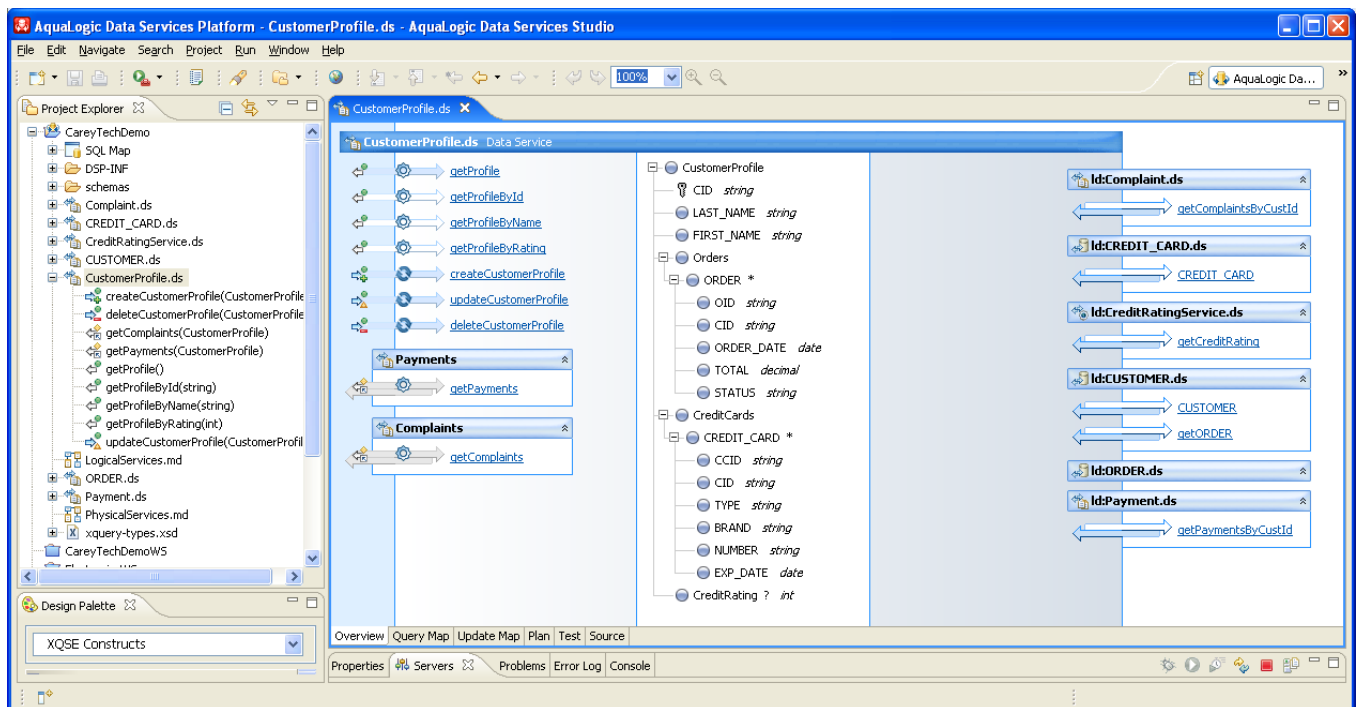 AquaLogic Data Services Platform - CustomerProfile.ds - AquaLogic Data Services Studio
File Edit Navigate Search Project Run Window Help
100%
AquaLogic Da...
Project Explorer
CareyTechDemo
SQL Map
DSP-INF
schemas
Complaint.ds
CREDIT_CARD.ds
CreditRatingService.ds
CUSTOMER.ds
CustomerProfile.ds
createCustomerProfile(CustomerProfile
deleteCustomerProfile(CustomerProfile
getComplaints(CustomerProfile)
getPayments(CustomerProfile)
getProfile()
getProfileById(string)
getProfileByName(string)
getProfileByRating(int)
updateCustomerProfile(CustomerProfil
LogicalServices.md
ORDER.ds
Payment.ds
PhysicalServices.md
xquery-types.xsd
CareyTechDemoWS
Design Palette
XQSE Constructs
CustomerProfile.ds
CustomerProfile.ds Data Service
getProfile
getProfileById
getProfileByName
getProfileByRating
createCustomerProfile
updateCustomerProfile
deleteCustomerProfile
Payments
getPayments
Complaints
getComplaints
CustomerProfile
CID string
LAST_NAME string
FIRST_NAME string
Orders
ORDER *
OID string
CID string
ORDER_DATE date
TOTAL decimal
STATUS string
CreditCards
CREDIT_CARD *
CCID string
CID string
TYPE string
BRAND string
NUMBER string
EXP_DATE date
CreditRating ? int
ld:Complaint.ds
getComplaintsByCustId
ld:CREDIT_CARD.ds
CREDIT_CARD
ld:CreditRatingService.ds
getCreditRating
ld:CUSTOMER.ds
CUSTOMER
getORDER
ld:ORDER.ds
ld:Payment.ds
getPaymentsByCustId
Overview Query Map Update Map Plan Test Source
Properties Servers Problems Error Log Console